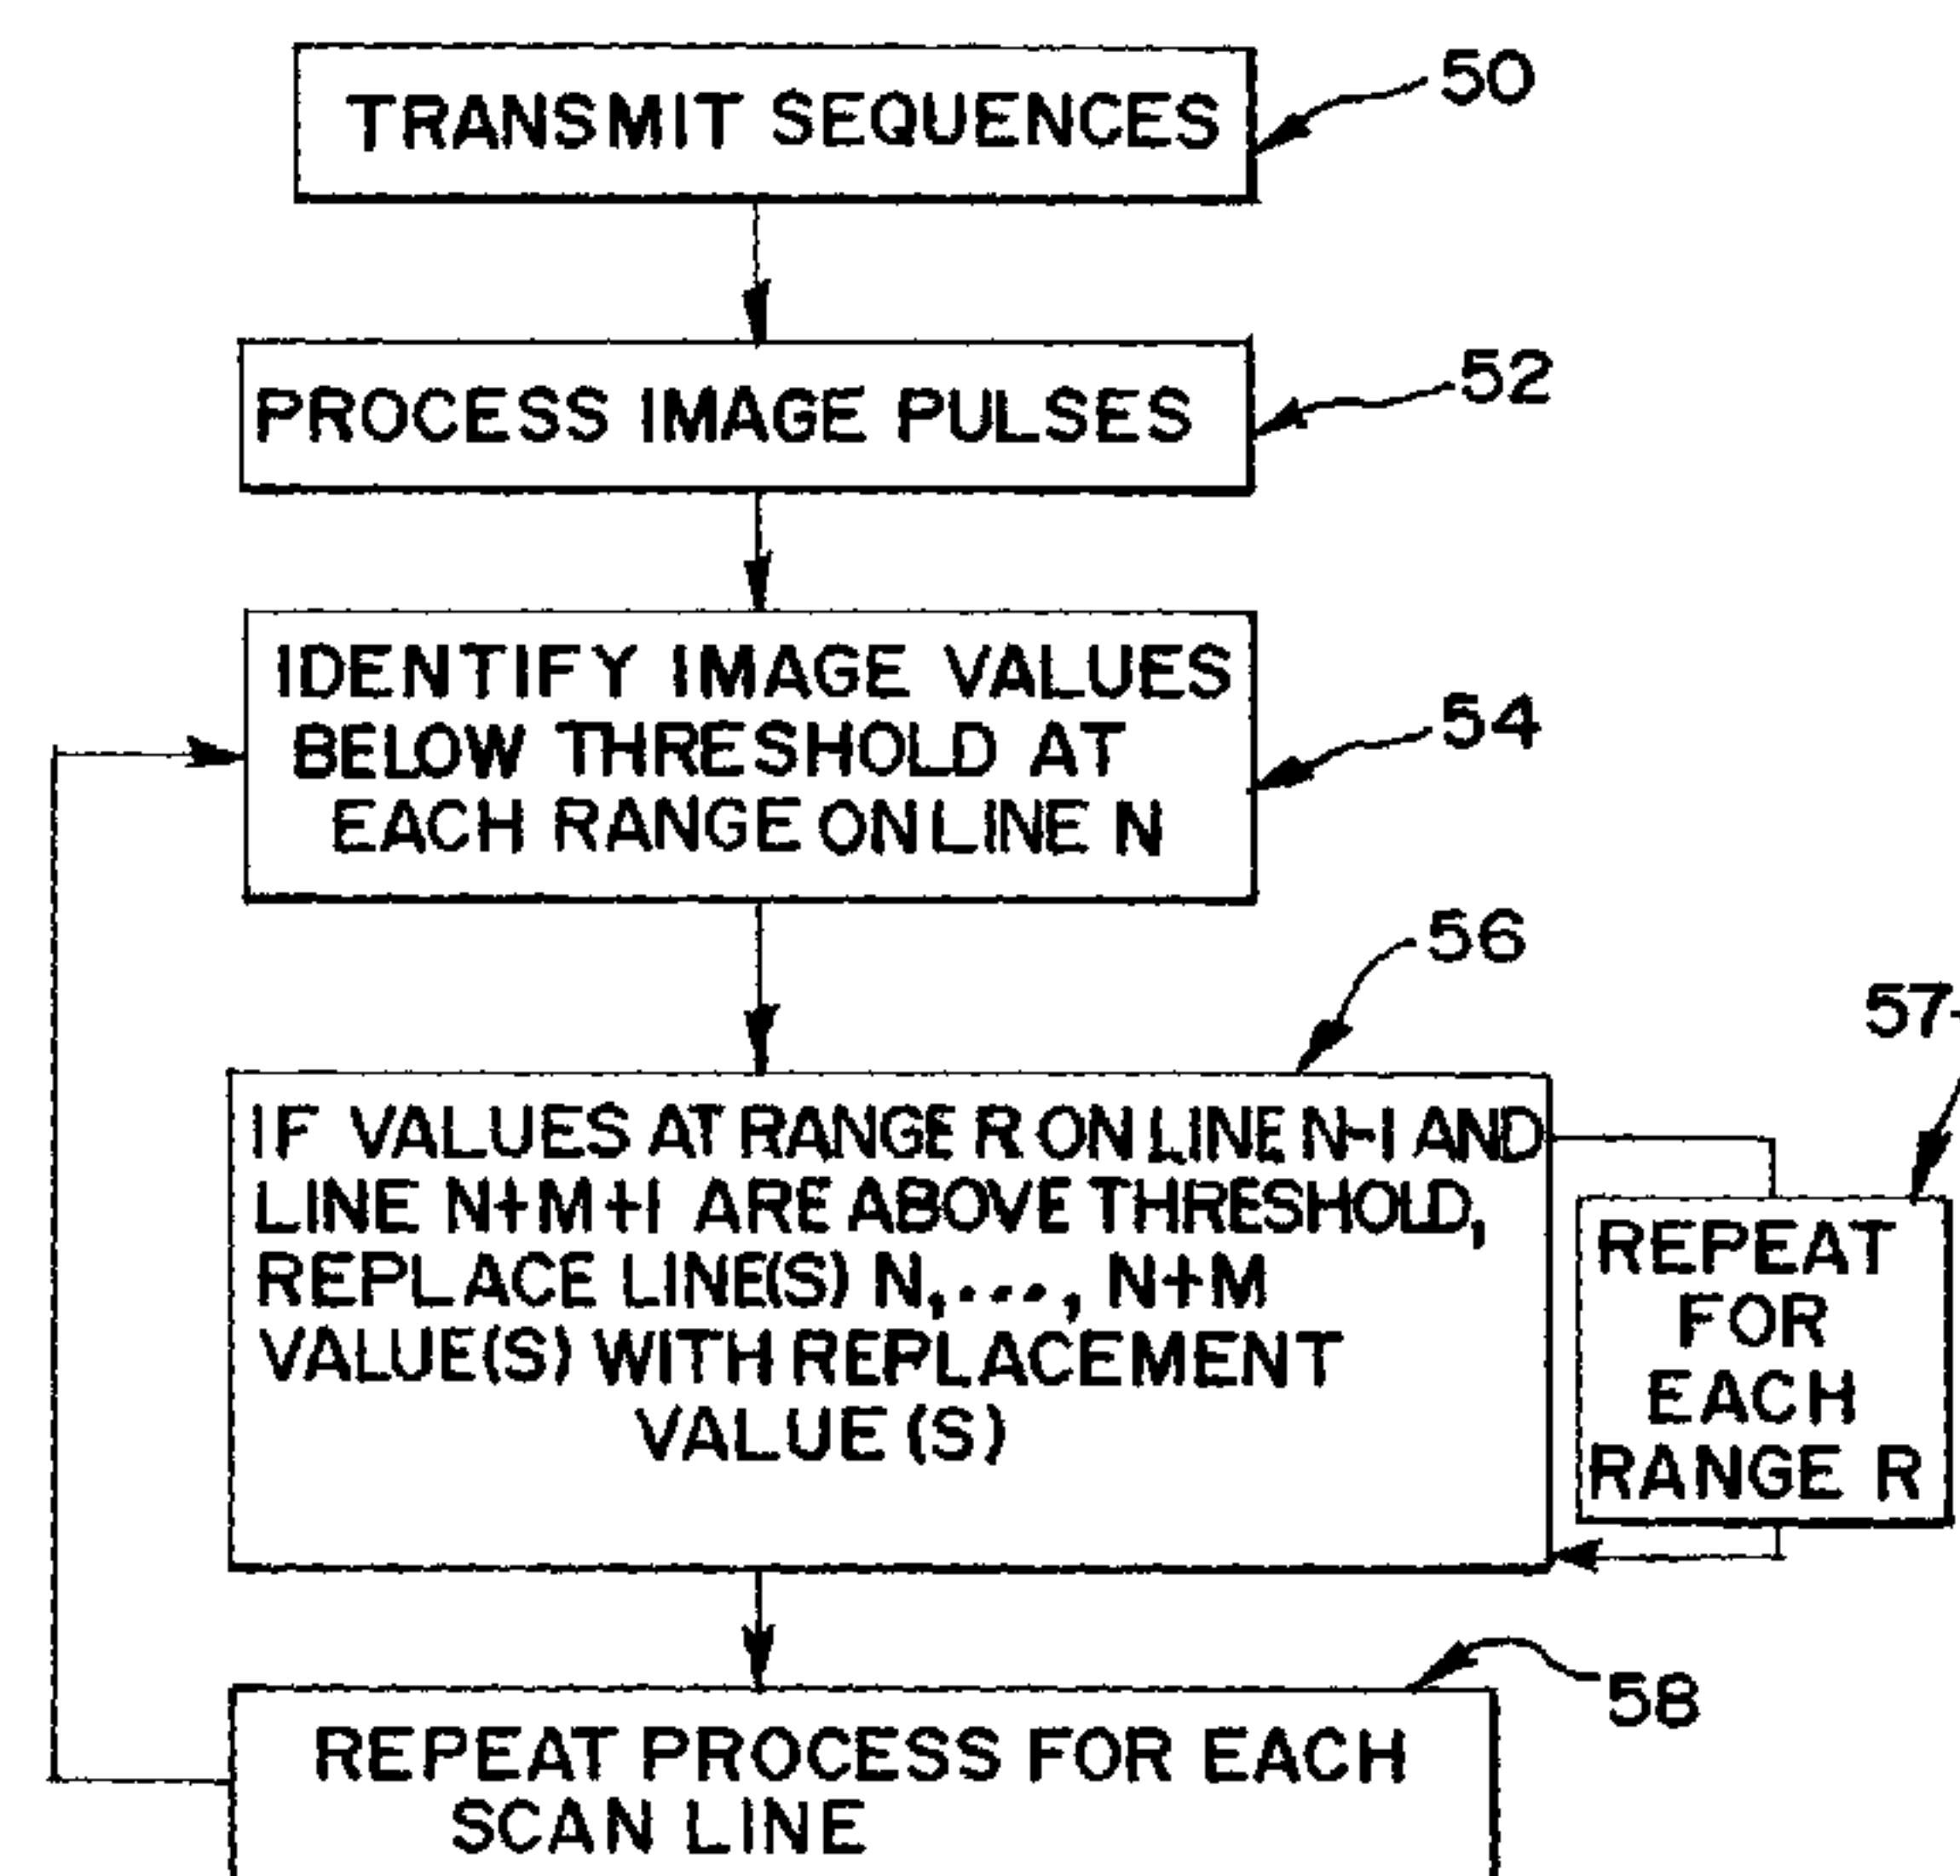 TRANSMIT SEQUENCES
50
PROCESS IMAGE PULSES
52
IDENTIFY IMAGE VALUES
BELOW THRESHOLD AT
EACH RANGE ON LINE N
54
56
57
IF VALUES AT RANGE R ON LINE N-1 AND
LINE N+M+1 ARE ABOVE THRESHOLD,
REPLACE LINE(S) N,..., N+M
VALUE(S) WITH REPLACEMENT
VALUE(S)
REPEAT
FOR
EACH
RANGE R
58
REPEAT PROCESS FOR EACH
SCAN LINE